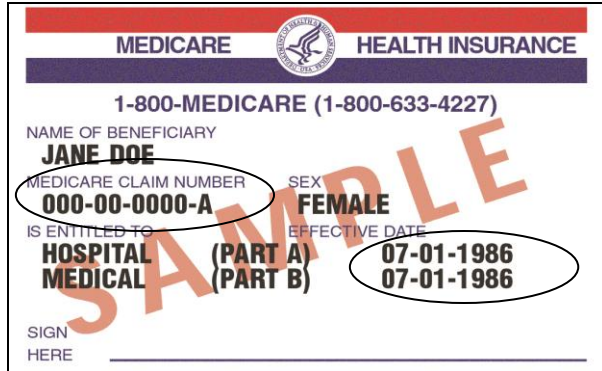 MEDICARE HEALTH INSURANCE
1-800-MEDICARE (1-800-633-4227)
NAME OF BENEFICIARY
JANE DOE
MEDICARE CLAIM NUMBER SEX
000-00-0000-A FEMALE
IS ENTITLED TO EFFECTIVE DATE
HOSPITAL (PART A) 07-01-1986
MEDICAL (PART B) 07-01-1986
SIGN
HERE
SAMPLE